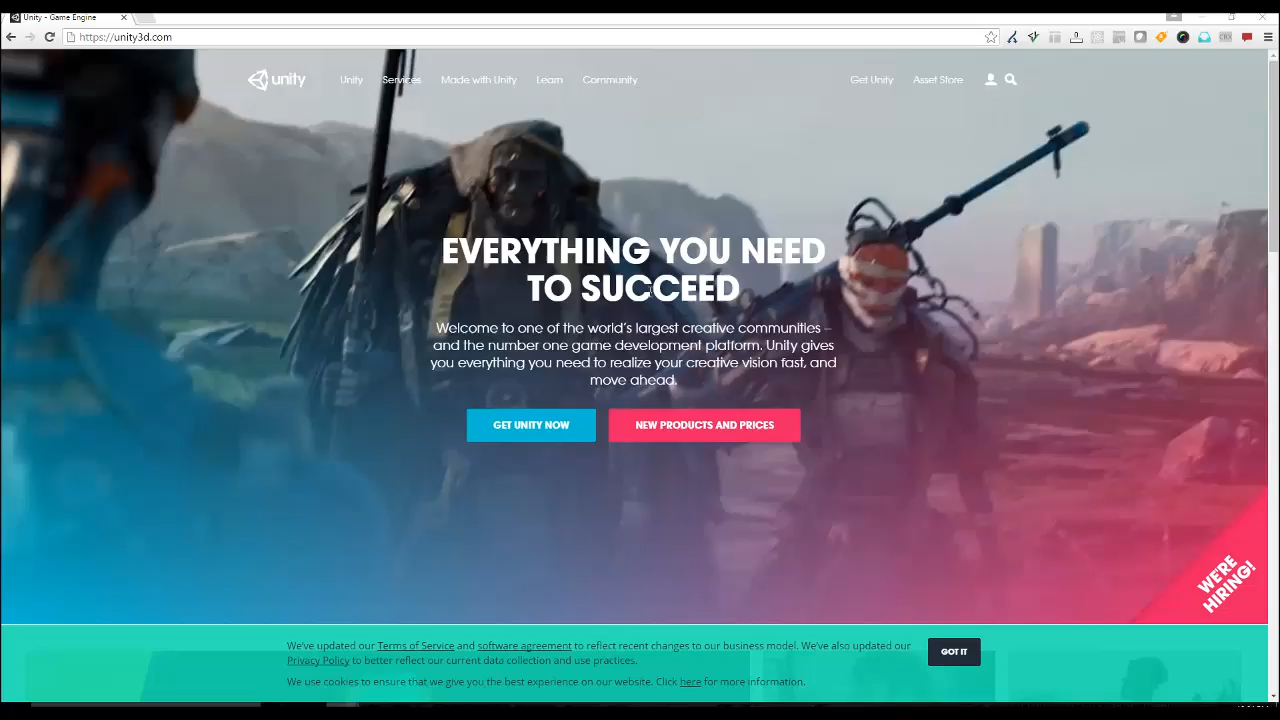 Unity - Game Engine
https://unity3d.com
unity Unity Services Made with Unity Learn Community Get Unity Asset Store
EVERYTHING YOU NEED
TO SUCCEED
Welcome to one of the world's largest creative communities –
and the number one game development platform. Unity gives
you everything you need to realize your creative vision fast, and
move ahead.
GET UNITY NOW NEW PRODUCTS AND PRICES
WE'RE
HIRING!
We've updated our Terms of Service and software agreement to reflect recent changes to our business model. We've also updated our
Privacy Policy to better reflect our current data collection and use practices.
GOT IT
We use cookies to ensure that we give you the best experience on our website. Click here for more information.